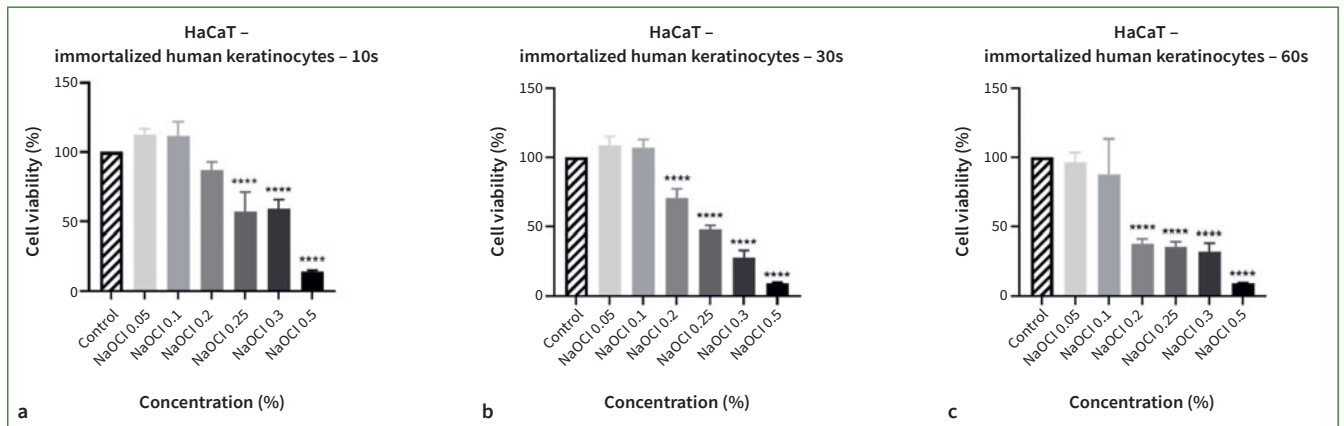 HaCaT –
immortalized human keratinocytes – 10s
Cell viability (%)
150
100
50
0
****
****
****
Control
NaOCl 0.05
NaOCl 0.1
NaOCl 0.2
NaOCl 0.25
NaOCl 0.3
NaOCl 0.5
Concentration (%)
a
HaCaT –
immortalized human keratinocytes – 30s
Cell viability (%)
150
100
50
0
****
****
****
****
Control
NaOCl 0.05
NaOCl 0.1
NaOCl 0.2
NaOCl 0.25
NaOCl 0.3
NaOCl 0.5
Concentration (%)
b
HaCaT –
immortalized human keratinocytes – 60s
Cell viability (%)
150
100
50
0
****
****
****
****
Control
NaOCl 0.05
NaOCl 0.1
NaOCl 0.2
NaOCl 0.25
NaOCl 0.3
NaOCl 0.5
Concentration (%)
c